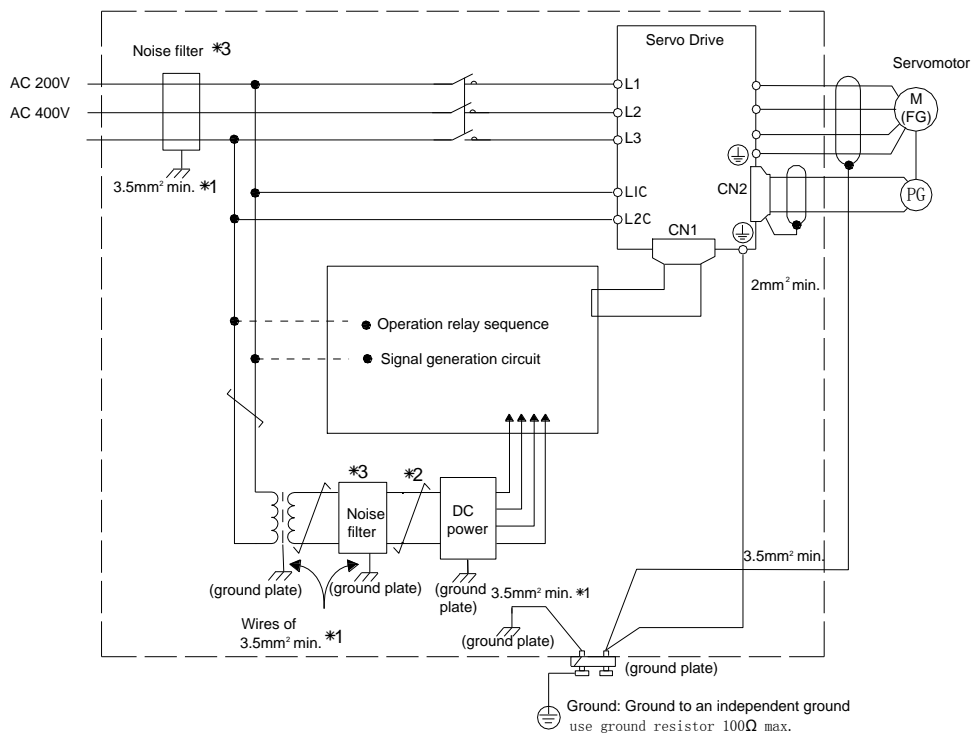 Noise filter *3
Servo Drive
Servomotor
AC 200V
AC 400V
L1
L2
L3
M
(FG)
3.5mm² min. *1
L1C
L2C
CN2
PG
CN1
2mm² min.
Operation relay sequence
Signal generation circuit
*3
*2
Noise
filter
DC
power
3.5mm² min.
(ground plate)
(ground plate)
(ground
plate)
3.5mm² min. *1
Wires of
3.5mm² min. *1
(ground plate)
(ground plate)
Ground: Ground to an independent ground
use ground resistor 100Ω max.